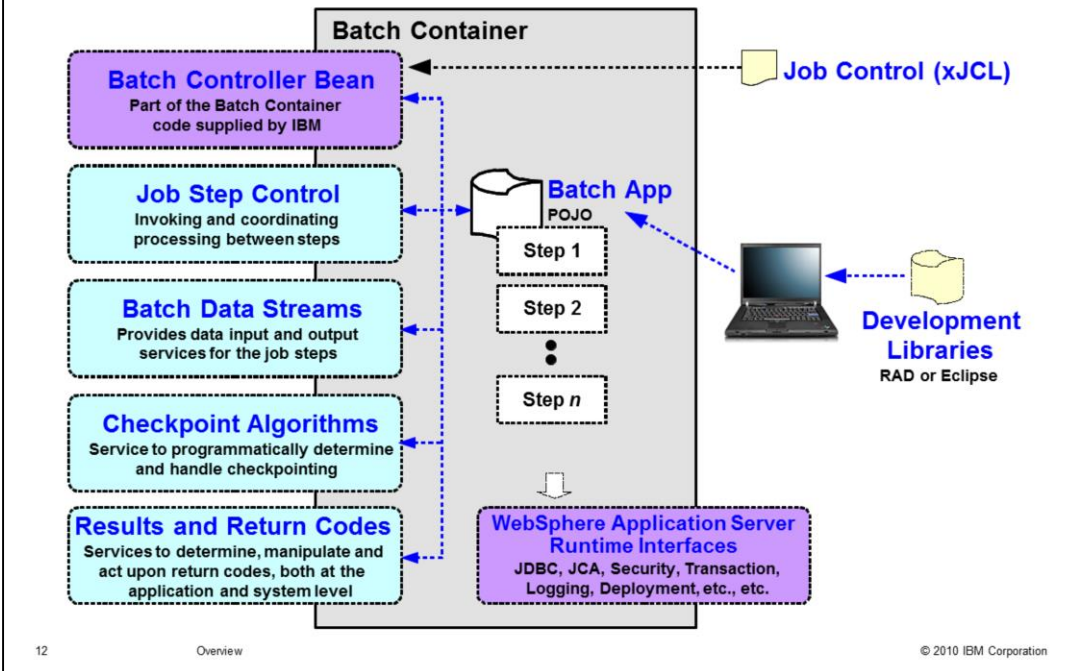 Batch Container
Batch Controller Bean
Part of the Batch Container
code supplied by IBM
Job Control (xJCL)
Job Step Control
Invoking and coordinating
processing between steps
Batch App
POJO
Step 1
Step 2
Step n
Batch Data Streams
Provides data input and output
services for the job steps
Development
Libraries
RAD or Eclipse
Checkpoint Algorithms
Service to programmatically determine
and handle checkpointing
Results and Return Codes
Services to determine, manipulate and
act upon return codes, both at the
application and system level
WebSphere Application Server
Runtime Interfaces
JDBC, JCA, Security, Transaction,
Logging, Deployment, etc., etc.
12
Overview
© 2010 IBM Corporation